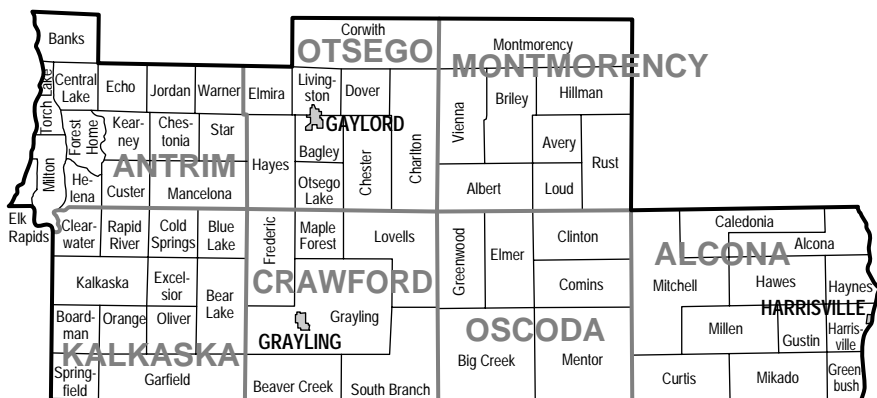 Banks
Corwith
OTSEGO
Montmorency
MONTMORENCY
Torch Lake
Central
Lake
Echo
Jordan
Warner
Elmira
Living-
ston
Dover
Vienna
Briley
Hillman
Forest
Home
Kear-
ney
Ches-
tonia
Star
GAYLORD
Hayes
Bagley
Chester
Charlton
Avery
Rust
Milton
ANTRIM
He-
lena
Custer
Mancelona
Otsego
Lake
Albert
Loud
Elk
Rapids
Clear-
water
Rapid
River
Cold
Springs
Blue
Lake
Frederic
Maple
Forest
Lovells
Greenwood
Elmer
Clinton
Caledonia
Alcona
ALCONA
Kalkaska
Excel-
sior
Bear
Lake
CRAWFORD
Comins
Mitchell
Hawes
Haynes
HARRISVILLE
Board-
man
Orange
Oliver
Grayling
GRAYLING
OSCODA
Millen
Gustin
Harris-
ville
KALKASKA
Big Creek
Mentor
Spring-
field
Garfield
Beaver Creek
South Branch
Curtis
Mikado
Green
bush